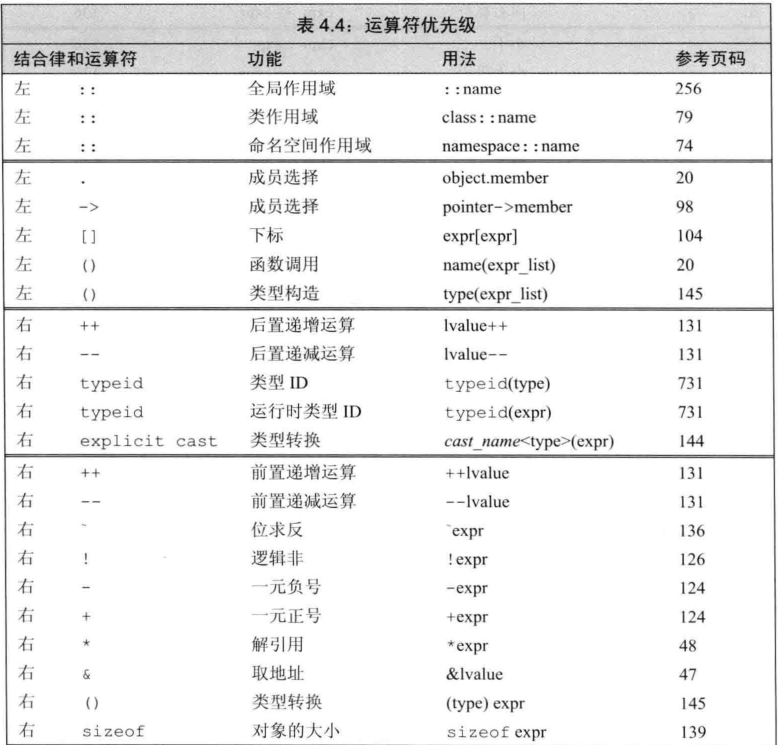 表 4.4：运算符优先级
结合律和运算符 功能 用法 参考页码
左 :: 全局作用域 ::name 256
左 :: 类作用域 class::name 79
左 :: 命名空间作用域 namespace::name 74
左 . 成员选择 object.member 20
左 -> 成员选择 pointer->member 98
左 [] 下标 expr[expr] 104
左 () 函数调用 name(expr_list) 20
左 () 类型构造 type(expr_list) 145
右 ++ 后置递增运算 lvalue++ 131
右 -- 后置递减运算 lvalue-- 131
右 typeid 类型 ID typeid(type) 731
右 typeid 运行时类型 ID typeid(expr) 731
右 explicit cast 类型转换 cast_name<type>(expr) 144
右 ++ 前置递增运算 ++lvalue 131
右 -- 前置递减运算 --lvalue 131
右 ~ 位求反 ~expr 136
右 ! 逻辑非 !expr 126
右 - 一元负号 -expr 124
右 + 一元正号 +expr 124
右 * 解引用 *expr 48
右 & 取地址 &lvalue 47
右 () 类型转换 (type) expr 145
右 sizeof 对象的大小 sizeof expr 139